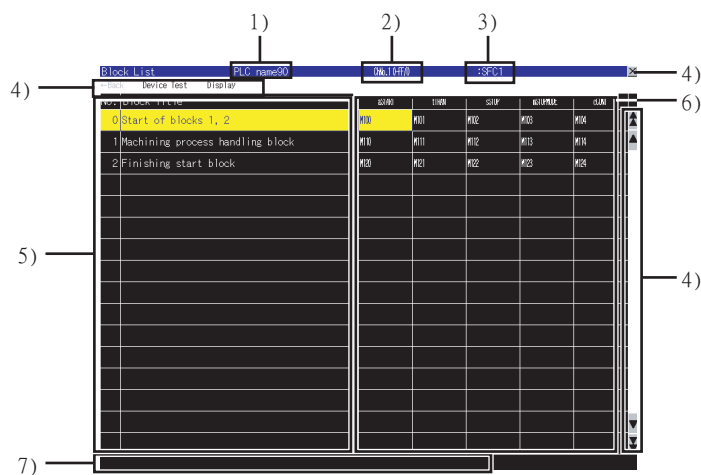 1)
2)
3)
Block List PLC name90 :SFC1
4)
4)
←Back Device Test Display
No. Block Title
6)
0 Start of blocks 1, 2 M100 M101 M102 M103 M104
1 Machining process handling block M110 M111 M112 M113 M114
2 Finishing start block M120 M121 M122 M123 M124
5)
4)
7)